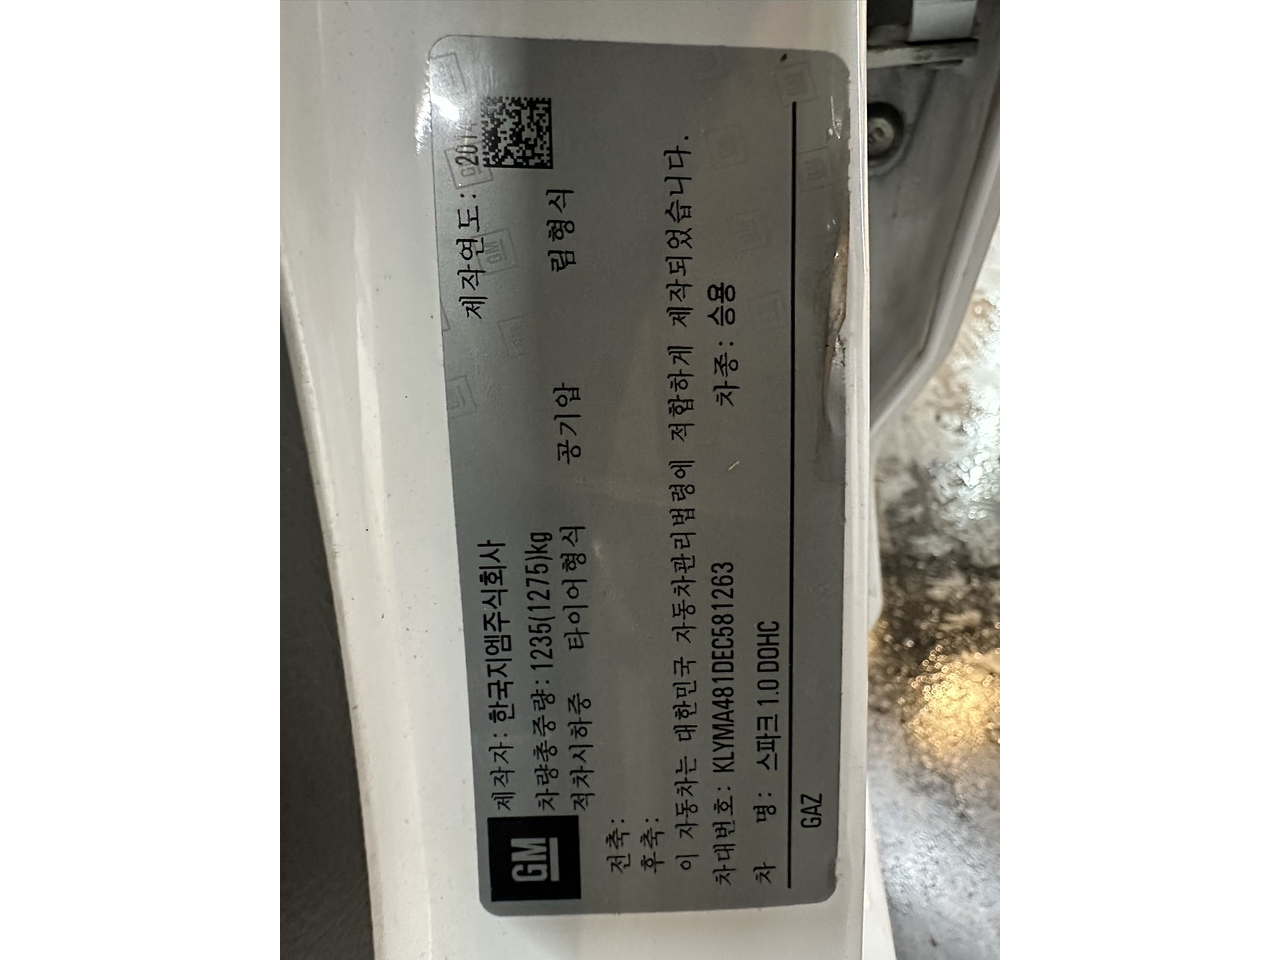 GM
제작자: 한국지엠주식회사 제작연도: 2014
차량총중량: 1235(1275)kg
적차시하중 타이어형식 공기압 림형식
전축:
후축:
이 자동차는 대한민국 자동차관리법령에 적합하게 제작되었습니다.
차대번호: KLYMA481DEC581263 차종: 승용
차 명: 스파크 1.0 DOHC
GAZ